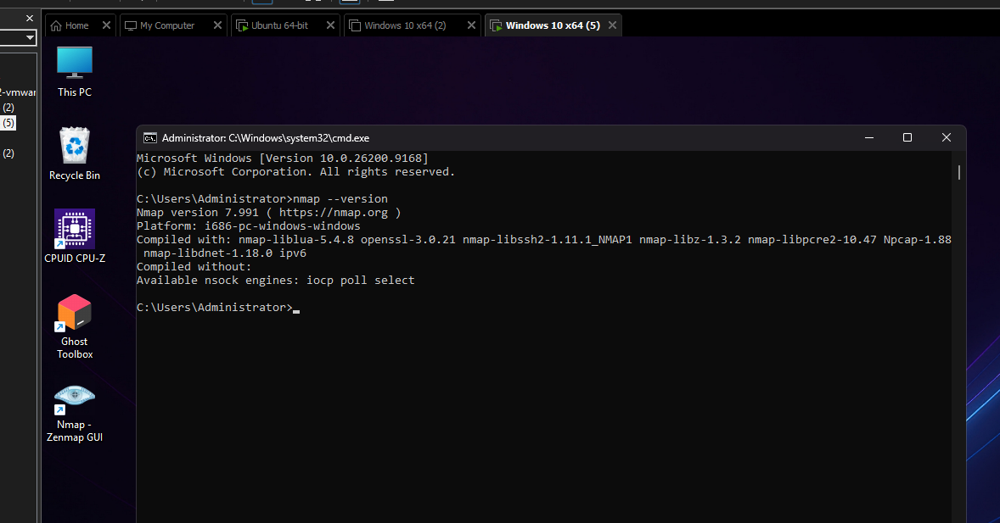 Home
My Computer
Ubuntu 64-bit
Windows 10 x64 (2)
Windows 10 x64 (5)
2-vmwar
(2)
(5)
(2)
This PC
Recycle Bin
CPUID CPU-Z
Ghost
Toolbox
Nmap -
Zenmap GUI
Administrator: C:\Windows\system32\cmd.exe
Microsoft Windows [Version 10.0.26200.9168]
(c) Microsoft Corporation. All rights reserved.
C:\Users\Administrator>nmap --version
Nmap version 7.991 ( https://nmap.org )
Platform: i686-pc-windows-windows
Compiled with: nmap-liblua-5.4.8 openssl-3.0.21 nmap-libssh2-1.11.1_NMAP1 nmap-libz-1.3.2 nmap-libpcre2-10.47 Npcap-1.88
nmap-libdnet-1.18.0 ipv6
Compiled without:
Available nsock engines: iocp poll select
C:\Users\Administrator>